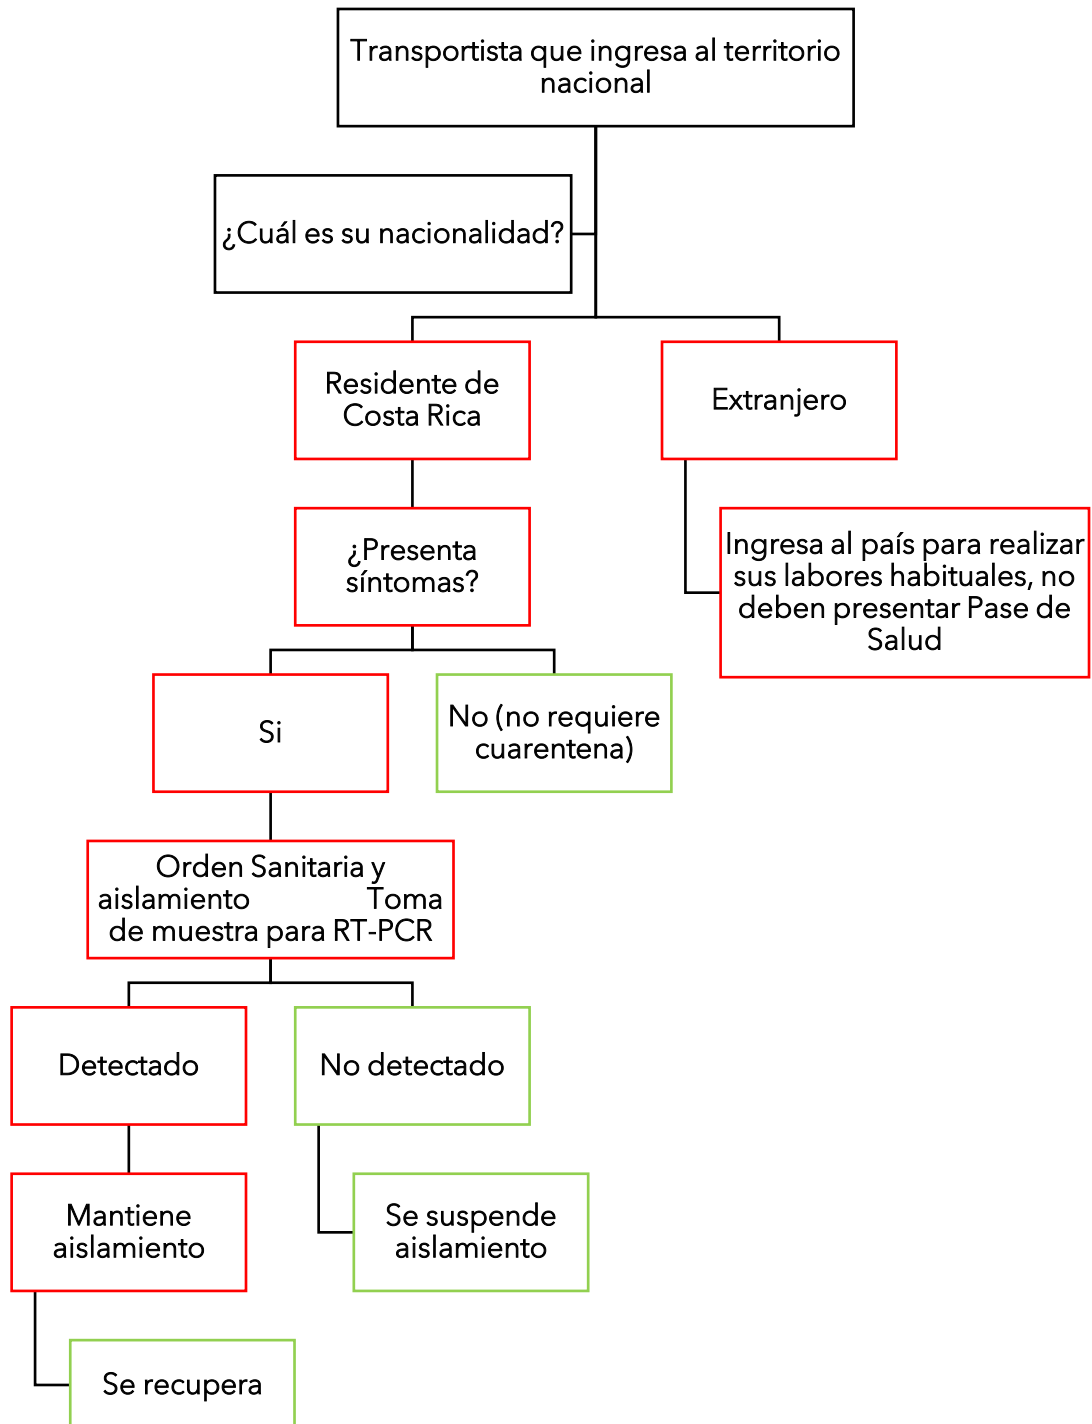 Transportista que ingresa al territorio
nacional
¿Cuál es su nacionalidad?
Residente de
Costa Rica
Extranjero
¿Presenta
síntomas?
Ingresa al país para realizar
sus labores habituales, no
deben presentar Pase de
Salud
Si
No (no requiere
cuarentena)
Orden Sanitaria y
aislamiento Toma
de muestra para RT-PCR
Detectado
No detectado
Mantiene
aislamiento
Se suspende
aislamiento
Se recupera